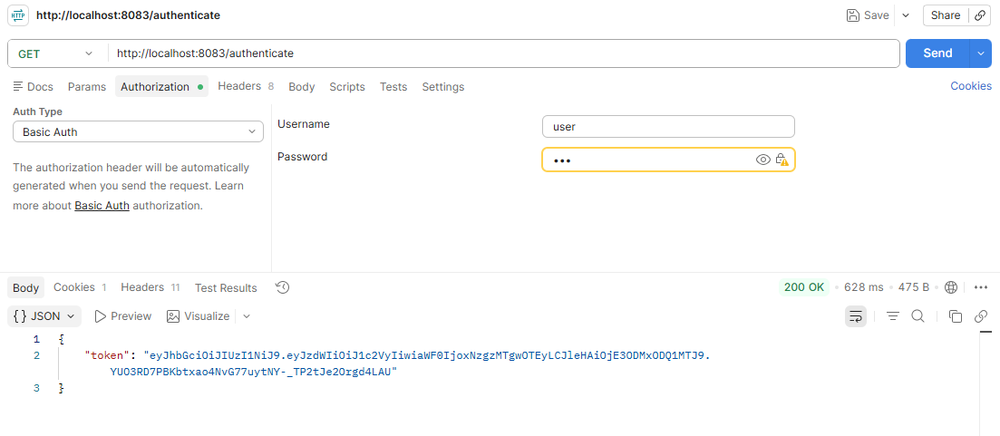 HTTP http://localhost:8083/authenticate Save Share
GET http://localhost:8083/authenticate Send
Docs Params Authorization Headers 8 Body Scripts Tests Settings Cookies
Auth Type
Basic Auth
The authorization header will be automatically
generated when you send the request. Learn
more about Basic Auth authorization.
Username user
Password •••
Body Cookies 1 Headers 11 Test Results 200 OK • 628 ms • 475 B
{} JSON Preview Visualize
1 {
2 "token": "eyJhbGciOiJIUzI1NiJ9.eyJzdWIiOiJ1c2VyIiwiaWF0IjoxNzgzMTgwOTEyLCJleHAiOjE3ODMxODQ1MTJ9.
YUO3RD7PBKbtxao4NvG77uytNY-_TP2tJe2Orgd4LAU"
3 }